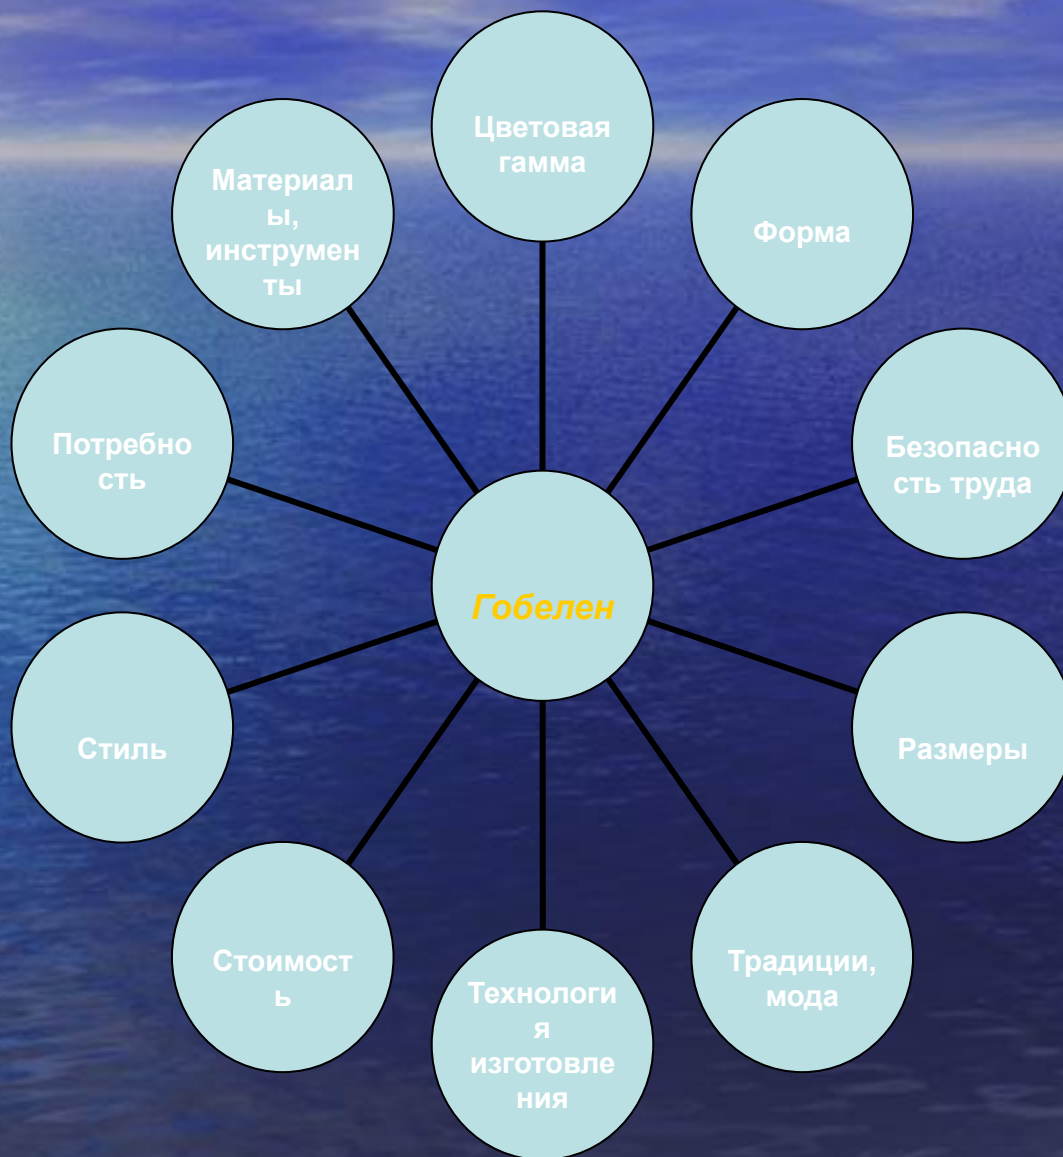 Цветовая
гамма
Форма
Безопасно
сть труда
Размеры
Традиции,
мода
Технологи
я
изготовле
ния
Стоимост
ь
Стиль
Потребно
сть
Материал
ы,
инструмен
ты
Гобелен